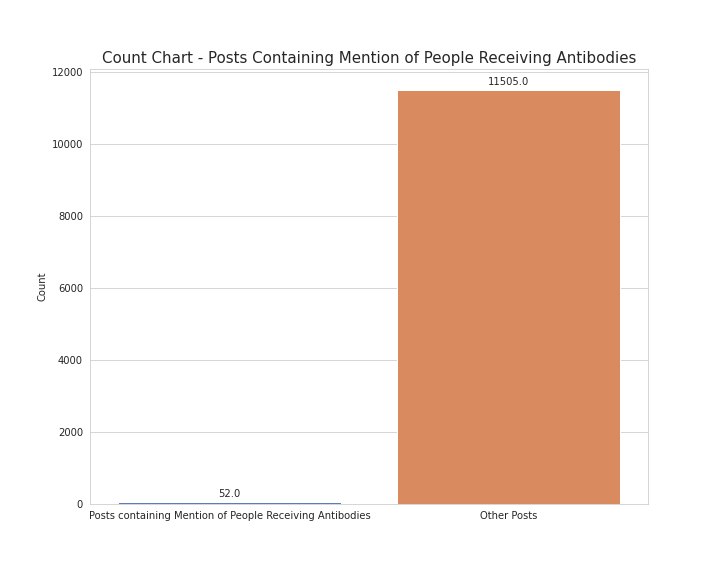 Count Chart - Posts Containing Mention of People Receiving Antibodies
12000
11505.0
10000
8000
6000
Count
4000
2000
52.0
0
Posts containing Mention of People Receiving Antibodies
Other Posts